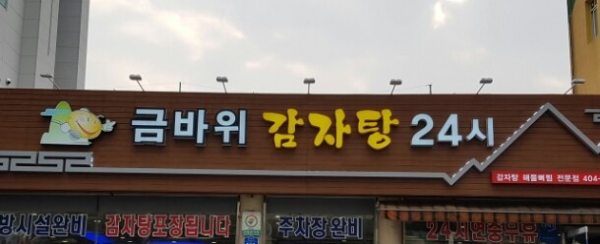 금바위 감자탕 24시
감자탕 해물뼈찜 전문점 404-
방시설완비 감자탕포장됩니다 주차장완비 24시연중무휴